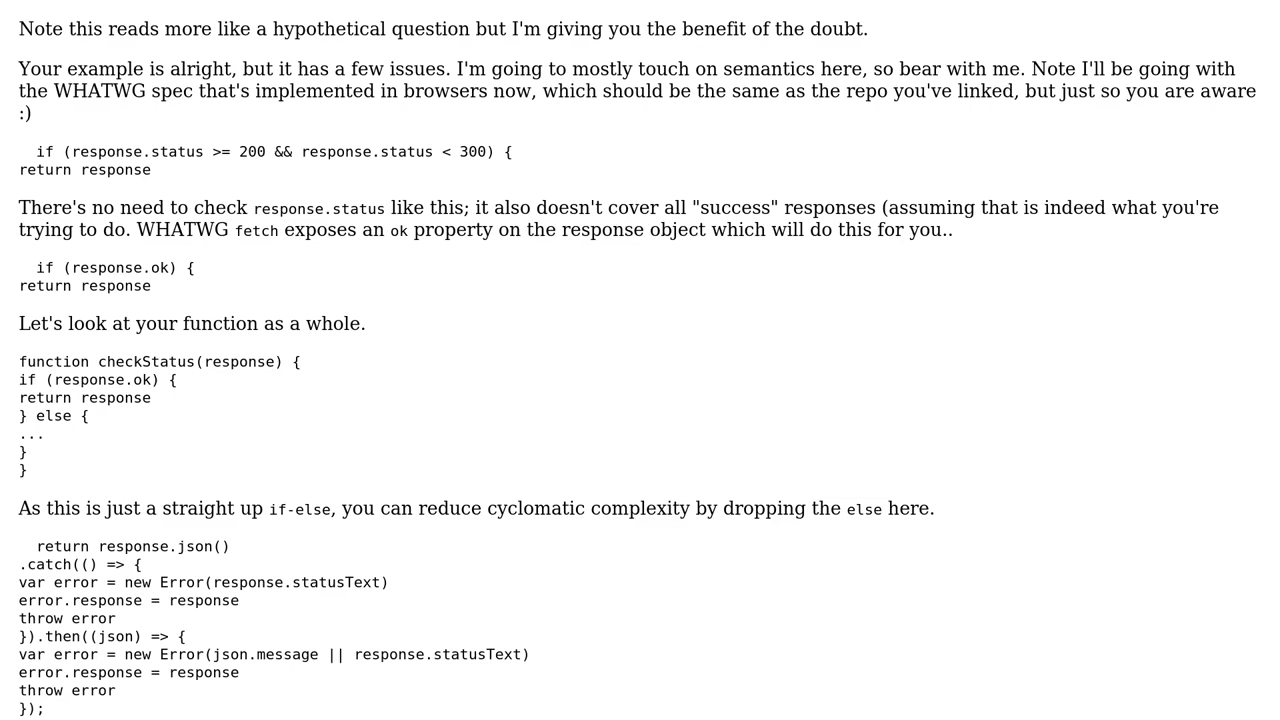 Note this reads more like a hypothetical question but I'm giving you the benefit of the doubt.
Your example is alright, but it has a few issues. I'm going to mostly touch on semantics here, so bear with me. Note I'll be going with
the WHATWG spec that's implemented in browsers now, which should be the same as the repo you've linked, but just so you are aware
:)
if (response.status >= 200 && response.status < 300) {
return response
There's no need to check response.status like this; it also doesn't cover all "success" responses (assuming that is indeed what you're
trying to do. WHATWG fetch exposes an ok property on the response object which will do this for you..
if (response.ok) {
return response
Let's look at your function as a whole.
function checkStatus(response) {
if (response.ok) {
return response
} else {
...
}
}
As this is just a straight up if-else, you can reduce cyclomatic complexity by dropping the else here.
return response.json()
.catch(() => {
var error = new Error(response.statusText)
error.response = response
throw error
}).then((json) => {
var error = new Error(json.message || response.statusText)
error.response = response
throw error
});